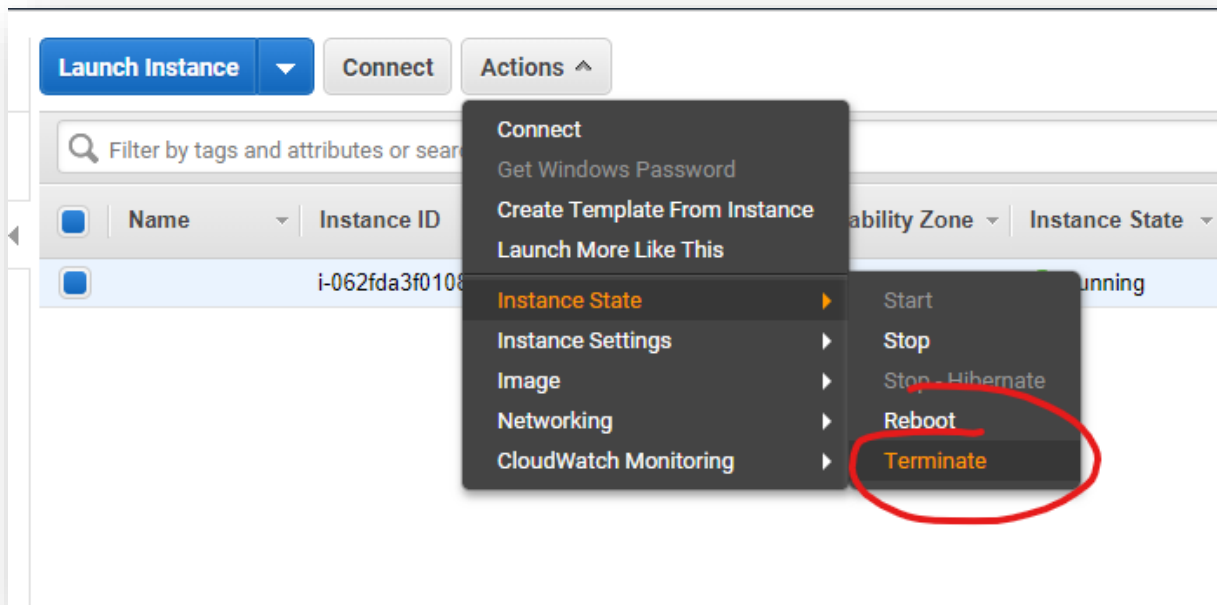 Launch Instance Connect Actions
Connect
Filter by tags and attributes or sear
Get Windows Password
Create Template From Instance
Name Instance ID ability Zone Instance State
Launch More Like This
i-062fda3f0108 unning
Instance State Start
Instance Settings Stop
Image Stop - Hibernate
Networking Reboot
CloudWatch Monitoring Terminate